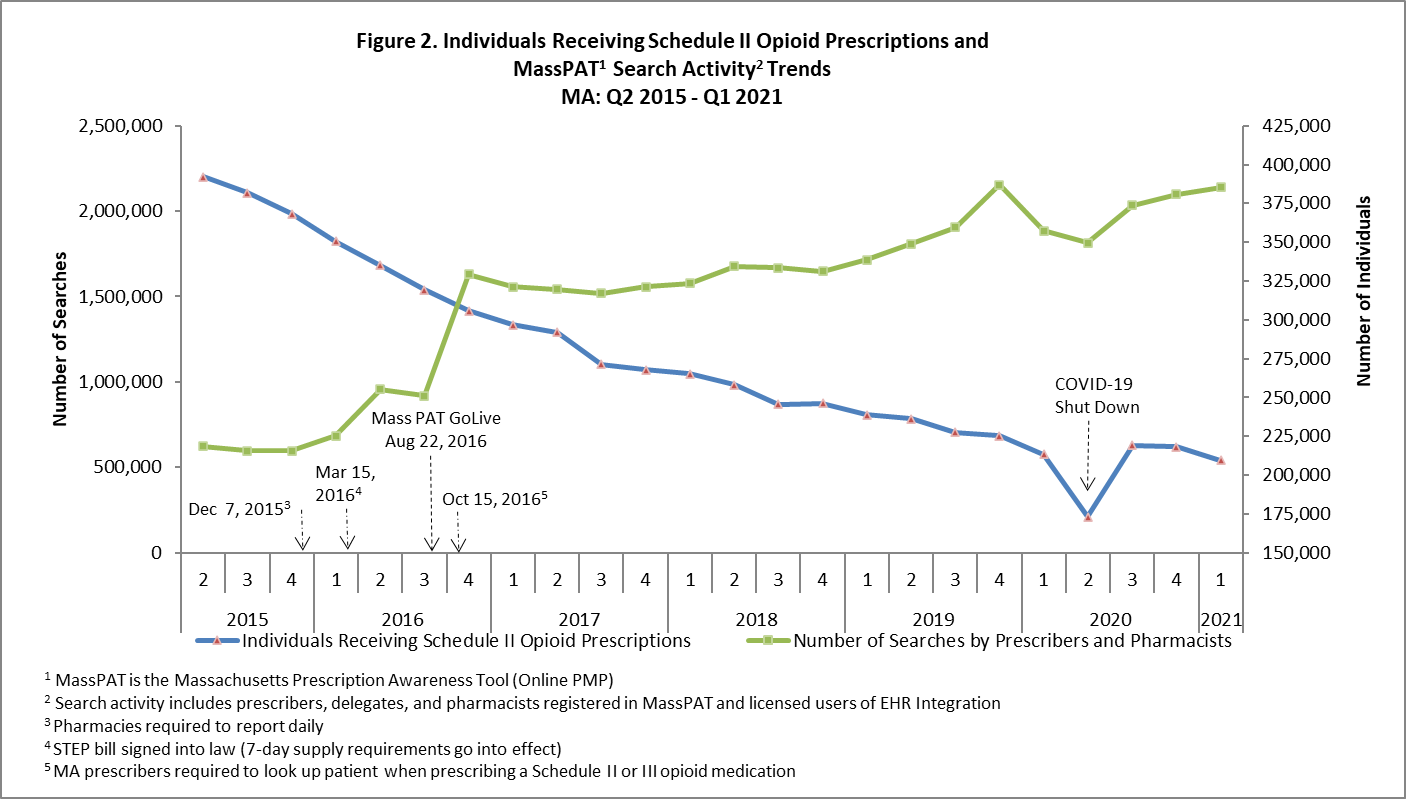 Figure 2. Individuals Receiving Schedule II Opioid Prescriptions and
MassPAT¹ Search Activity² Trends
MA: Q2 2015 - Q1 2021
2,500,000
2,000,000
1,500,000
1,000,000
500,000
0
Number of Searches
425,000
400,000
375,000
350,000
325,000
300,000
275,000
250,000
225,000
200,000
175,000
150,000
Number of Individuals
Dec 7, 2015³
Mar 15,
2016⁴
Mass PAT GoLive
Aug 22, 2016
Oct 15, 2016⁵
COVID-19
Shut Down
2 3 4 1 2 3 4 1 2 3 4 1 2 3 4 1 2 3 4 1 2 3 4 1
2015 2016 2017 2018 2019 2020 2021
Individuals Receiving Schedule II Opioid Prescriptions
Number of Searches by Prescribers and Pharmacists
¹ MassPAT is the Massachusetts Prescription Awareness Tool (Online PMP)
² Search activity includes prescribers, delegates, and pharmacists registered in MassPAT and licensed users of EHR Integration
³ Pharmacies required to report daily
⁴ STEP bill signed into law (7-day supply requirements go into effect)
⁵ MA prescribers required to look up patient when prescribing a Schedule II or III opioid medication